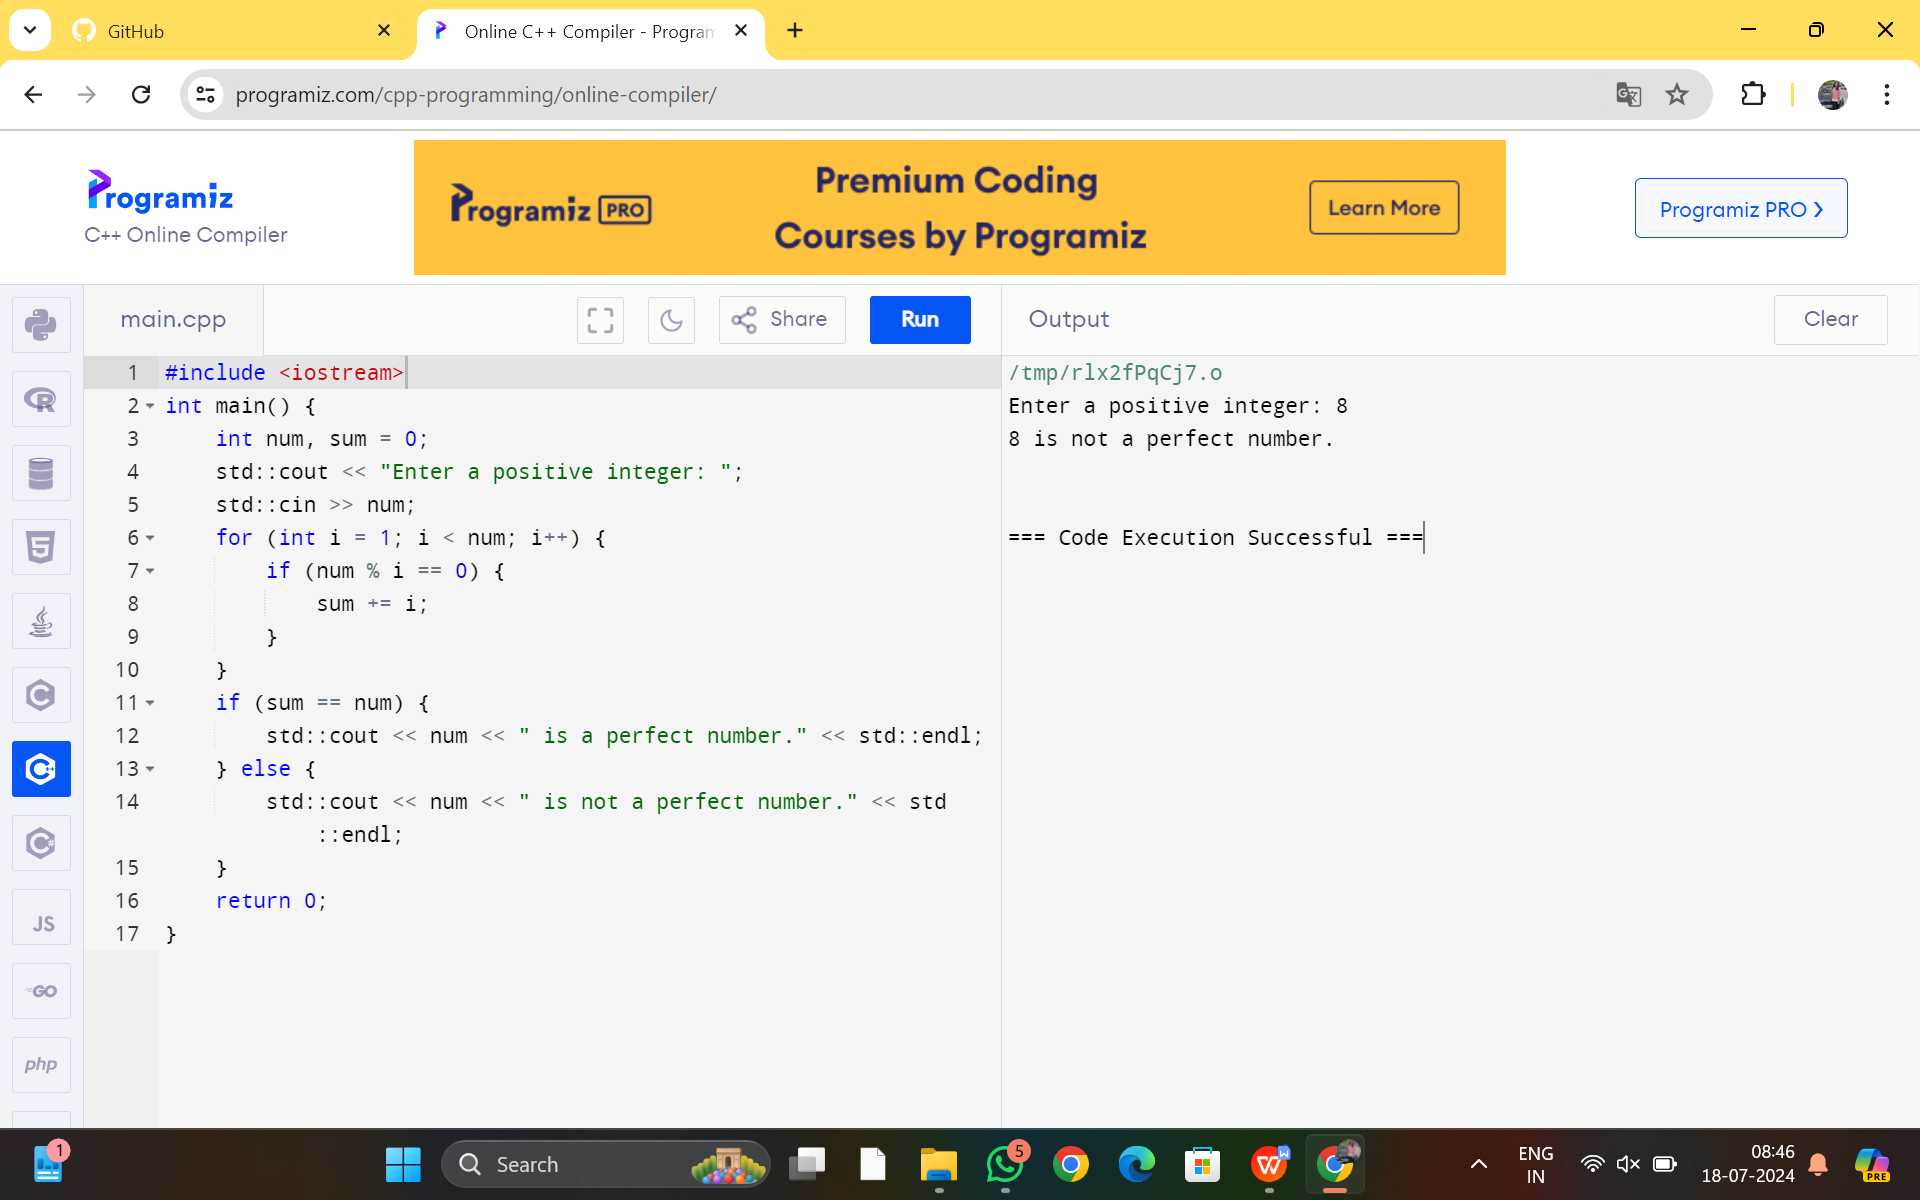 GitHub
Online C++ Compiler - Program
programiz.com/cpp-programming/online-compiler/
Programiz
C++ Online Compiler
Programiz PRO
Premium Coding
Courses by Programiz
Learn More
Programiz PRO ❯
main.cpp
Share
Run
Output
Clear
1 #include <iostream>
2 int main() {
3     int num, sum = 0;
4     std::cout << "Enter a positive integer: ";
5     std::cin >> num;
6     for (int i = 1; i < num; i++) {
7         if (num % i == 0) {
8             sum += i;
9         }
10     }
11     if (sum == num) {
12         std::cout << num << " is a perfect number." << std::endl;
13     } else {
14         std::cout << num << " is not a perfect number." << std
            ::endl;
15     }
16     return 0;
17 }
/tmp/rlx2fPqCj7.o
Enter a positive integer: 8
8 is not a perfect number.
=== Code Execution Successful ===
R
5
C
C
C#
JS
GO
php
1
Search
5
W
ENG
IN
08:46
18-07-2024
PRE